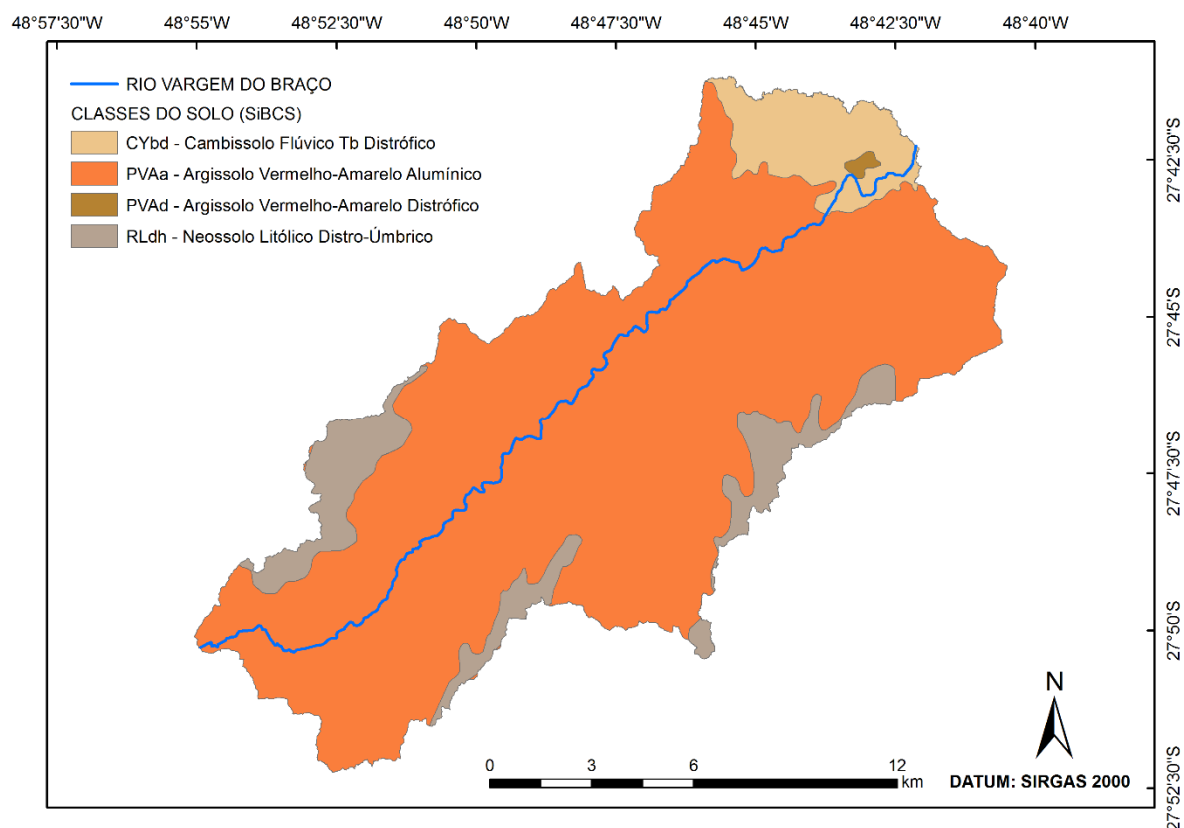 48°57'30"W 48°55'W 48°52'30"W 48°50'W 48°47'30"W 48°45'W 48°42'30"W 48°40'W
RIO VARGEM DO BRAÇO
CLASSES DO SOLO (SiBCS)
CYbd - Cambissolo Flúvico Tb Distrófico
PVAa - Argissolo Vermelho-Amarelo Alumínico
PVAd - Argissolo Vermelho-Amarelo Distrófico
RLdh - Neossolo Litólico Distro-Úmbrico
27°42'30"S
27°45'S
27°47'30"S
27°50'S
27°52'30"S
N
0 3 6 12
km
DATUM: SIRGAS 2000